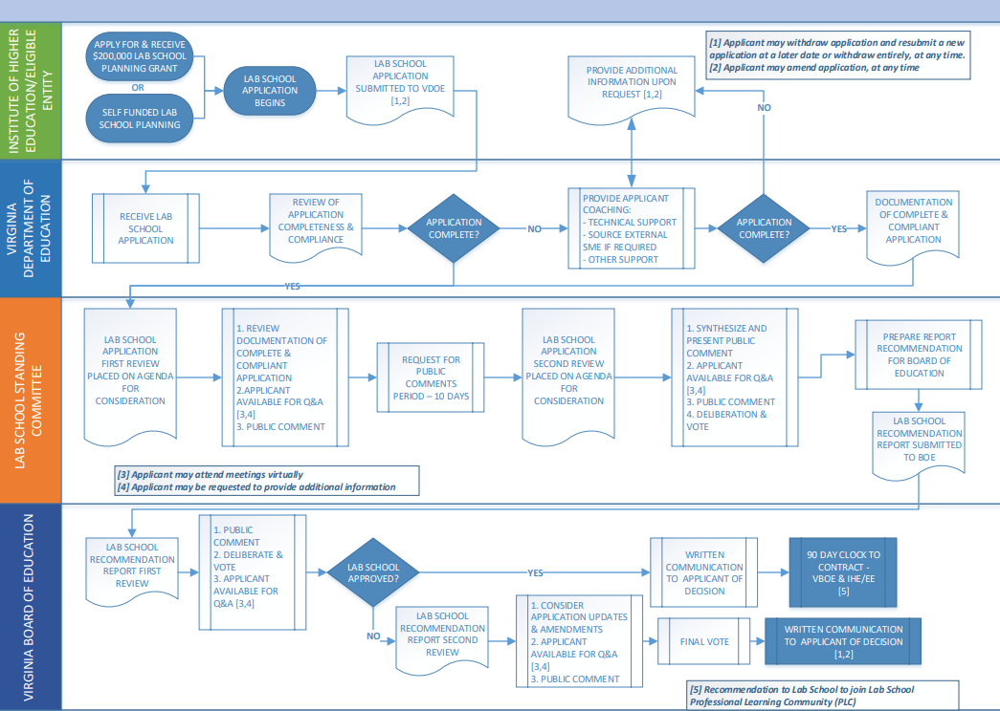 INSTITUTE OF HIGHER
EDUCATION/ELIGIBLE
ENTITY
APPLY FOR & RECEIVE
$200,000 LAB SCHOOL
PLANNING GRANT
OR
SELF FUNDED LAB
SCHOOL PLANNING
LAB SCHOOL
APPLICATION
BEGINS
LAB SCHOOL
APPLICATION
SUBMITTED TO VDOE
[1,2]
PROVIDE ADDITIONAL
INFORMATION UPON
REQUEST [1,2]
[1] Applicant may withdraw application and resubmit a new
application at a later date or withdraw entirely, at any time.
[2] Applicant may amend application, at any time
NO
VIRGINIA
DEPARTMENT OF
EDUCATION
RECEIVE LAB
SCHOOL
APPLICATION
REVIEW OF
APPLICATION
COMPLETENESS &
COMPLIANCE
APPLICATION
COMPLETE?
NO
PROVIDE APPLICANT
COACHING:
- TECHNICAL SUPPORT
- SOURCE EXTERNAL
SME IF REQUIRED
- OTHER SUPPORT
APPLICATION
COMPLETE?
YES
DOCUMENTATION
OF COMPLETE &
COMPLIANT
APPLICATION
YES
LAB SCHOOL STANDING
COMMITTEE
LAB SCHOOL
APPLICATION
FIRST REVIEW
PLACED ON AGENDA
FOR
CONSIDERATION
1. REVIEW
DOCUMENTATION OF
COMPLETE &
COMPLIANT
APPLICATION
2.APPLICANT
AVAILABLE FOR Q&A
[3,4]
3. PUBLIC COMMENT
REQUEST FOR
PUBLIC
COMMENTS
PERIOD – 10 DAYS
LAB SCHOOL
APPLICATION
SECOND REVIEW
PLACED ON AGENDA
FOR
CONSIDERATION
1. SYNTHESIZE AND
PRESENT PUBLIC
COMMENT
2. APPLICANT
AVAILABLE FOR Q&A
[3,4]
3. PUBLIC COMMENT
4. DELIBERATION &
VOTE
PREPARE REPORT
RECOMMENDATION
FOR BOARD OF
EDUCATION
LAB SCHOOL
RECOMMENDATION
REPORT SUBMITTED
TO BOE
[3] Applicant may attend meetings virtually
[4] Applicant may be requested to provide additional information
VIRGINIA BOARD OF EDUCATION
LAB SCHOOL
RECOMMENDATION
REPORT FIRST
REVIEW
1. PUBLIC
COMMENT
2. DELIBERATE &
VOTE
3. APPLICANT
AVAILABLE FOR
Q&A [3,4]
LAB SCHOOL
APPROVED?
YES
WRITTEN
COMMUNICATION
TO APPLICANT OF
DECISION
90 DAY CLOCK TO
CONTRACT -
VBOE & IHE/EE
[5]
NO
LAB SCHOOL
RECOMMENDATION
REPORT SECOND
REVIEW
1. CONSIDER
APPLICATION UPDATES
& AMENDMENTS
2. APPLICANT
AVAILABLE FOR Q&A
[3,4]
3. PUBLIC COMMENT
FINAL VOTE
WRITTEN COMMUNICATION
TO APPLICANT OF DECISION
[1,2]
[5] Recommendation to Lab School to join Lab School
Professional Learning Community (PLC)